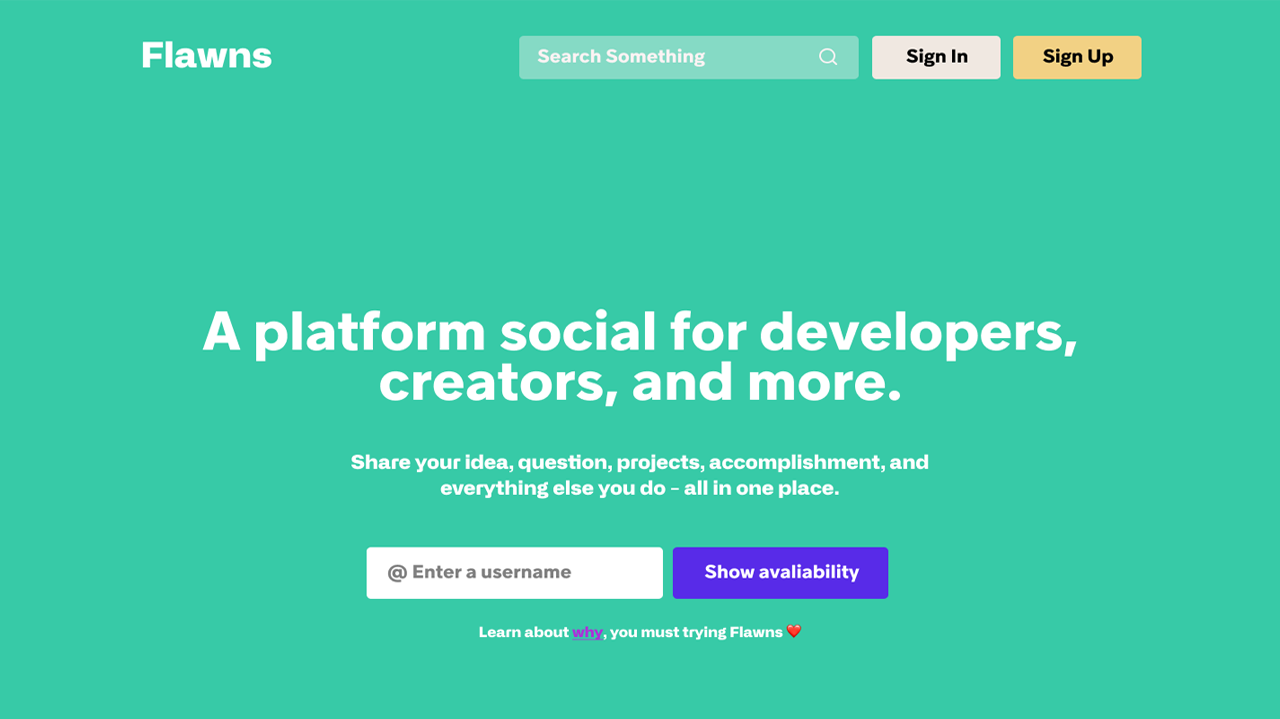 Flawns
Search Something
Sign In
Sign Up
A platform social for developers,
creators, and more.
Share your idea, question, projects, accomplishment, and
everything else you do - all in one place.
@ Enter a username
Show avaliability
Learn about why, you must trying Flawns ❤️